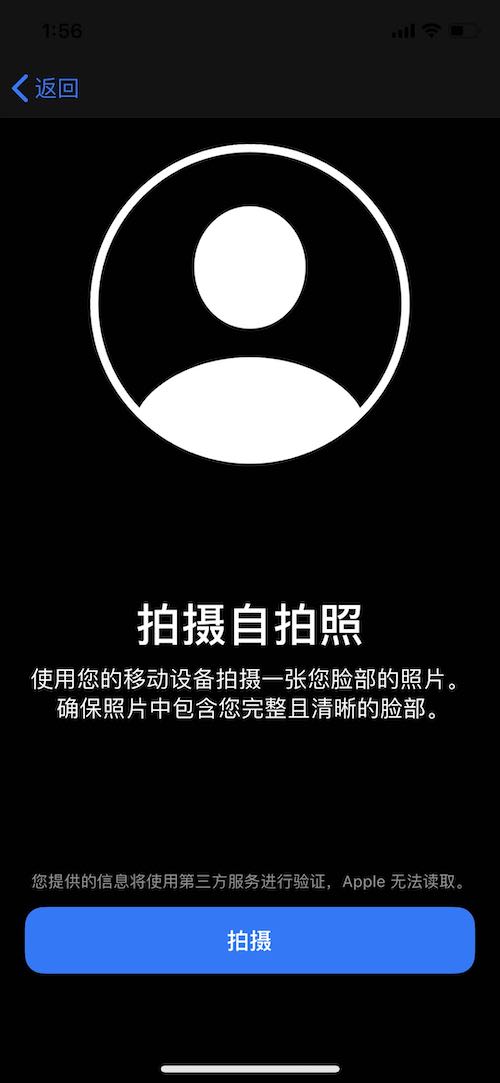 1:56
返回
拍摄自拍照
使用您的移动设备拍摄一张您脸部的照片。
确保照片中包含您完整且清晰的脸部。
您提供的信息将使用第三方服务进行验证，Apple 无法读取。
拍摄